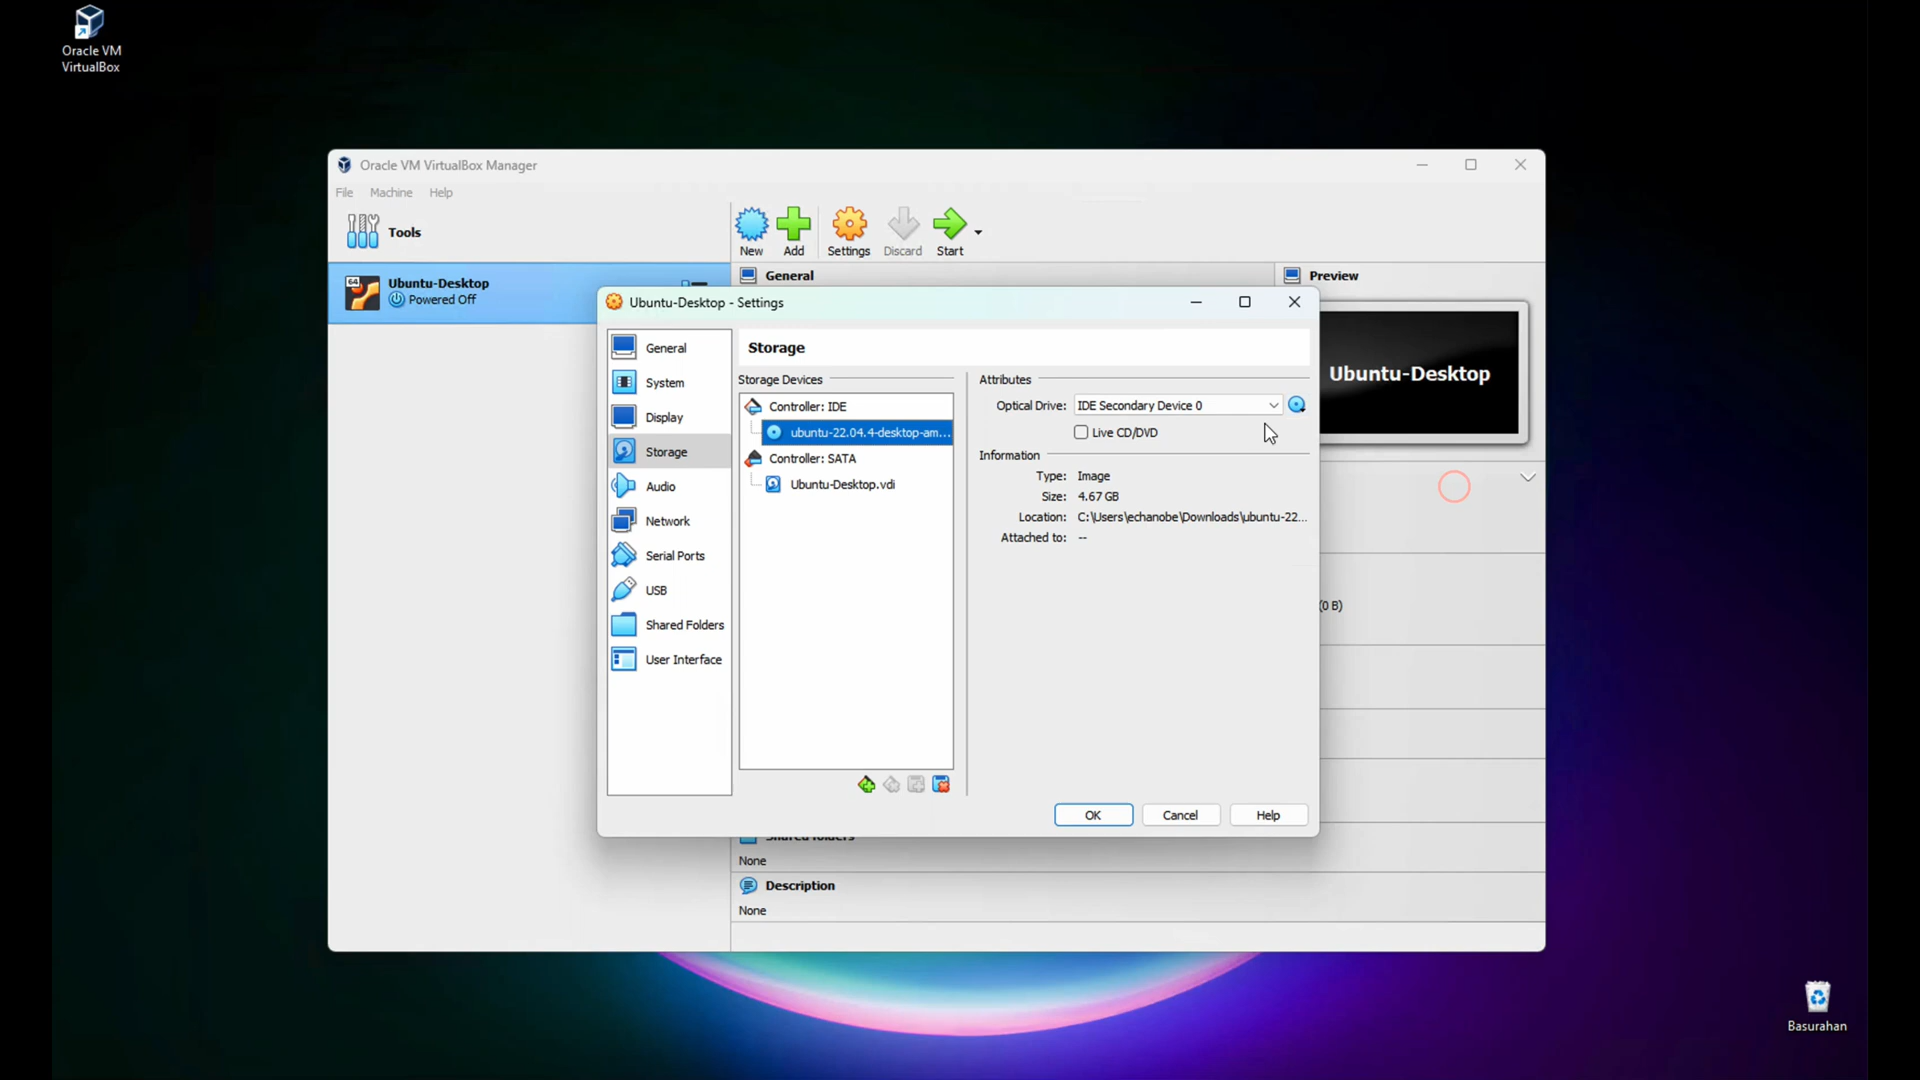 Oracle VM
VirtualBox
Oracle VM VirtualBox Manager
File Machine Help
Tools
New Add Settings Discard Start
64
Ubuntu-Desktop
Powered Off
General
Preview
Ubuntu-Desktop
Ubuntu-Desktop - Settings
General
System
Display
Storage
Audio
Network
Serial Ports
USB
Shared Folders
User Interface
Storage
Storage Devices
Controller: IDE
ubuntu-22.04.4-desktop-am...
Controller: SATA
Ubuntu-Desktop.vdi
Attributes
Optical Drive: IDE Secondary Device 0
Live CD/DVD
Information
Type: Image
Size: 4.67 GB
Location: C:\Users\echanobe\Downloads\ubuntu-22...
Attached to: --
OK Cancel Help
(0 B)
Shared folders
None
Description
None
Basurahan